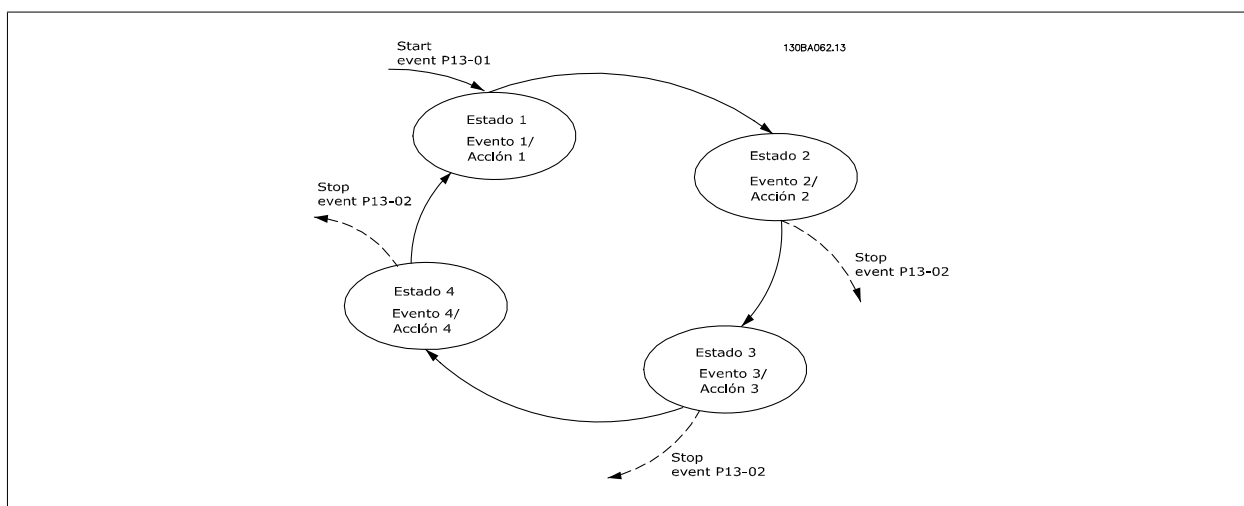 Start
event P13-01
130BA062.13
Estado 1
Evento 1/
Acción 1
Estado 2
Evento 2/
Acción 2
Stop
event P13-02
Stop
event P13-02
Estado 4
Evento 4/
Acción 4
Estado 3
Evento 3/
Acción 3
Stop
event P13-02